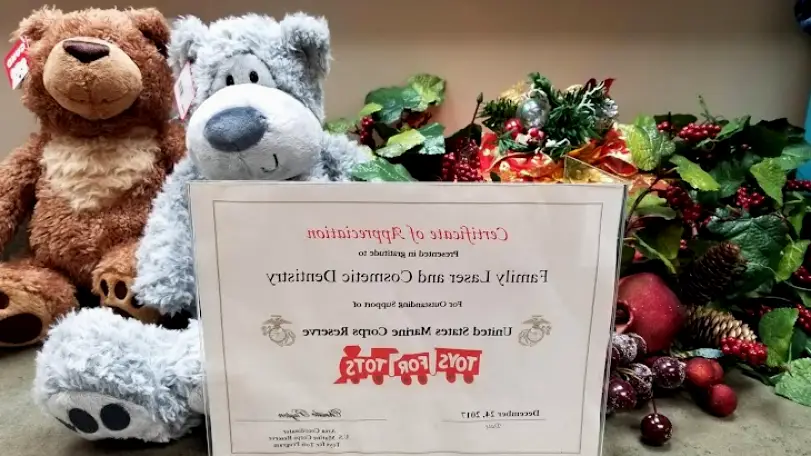 Certificate of Appreciation
Presented in gratitude to
Family Laser and Cosmetic Dentistry
For Outstanding Support of
United States Marine Corps Reserve
TOYS FOR TOTS
December 24, 2017
Date
Area Coordinator
U.S. Marine Corps Reserve
Toys for Tots Program